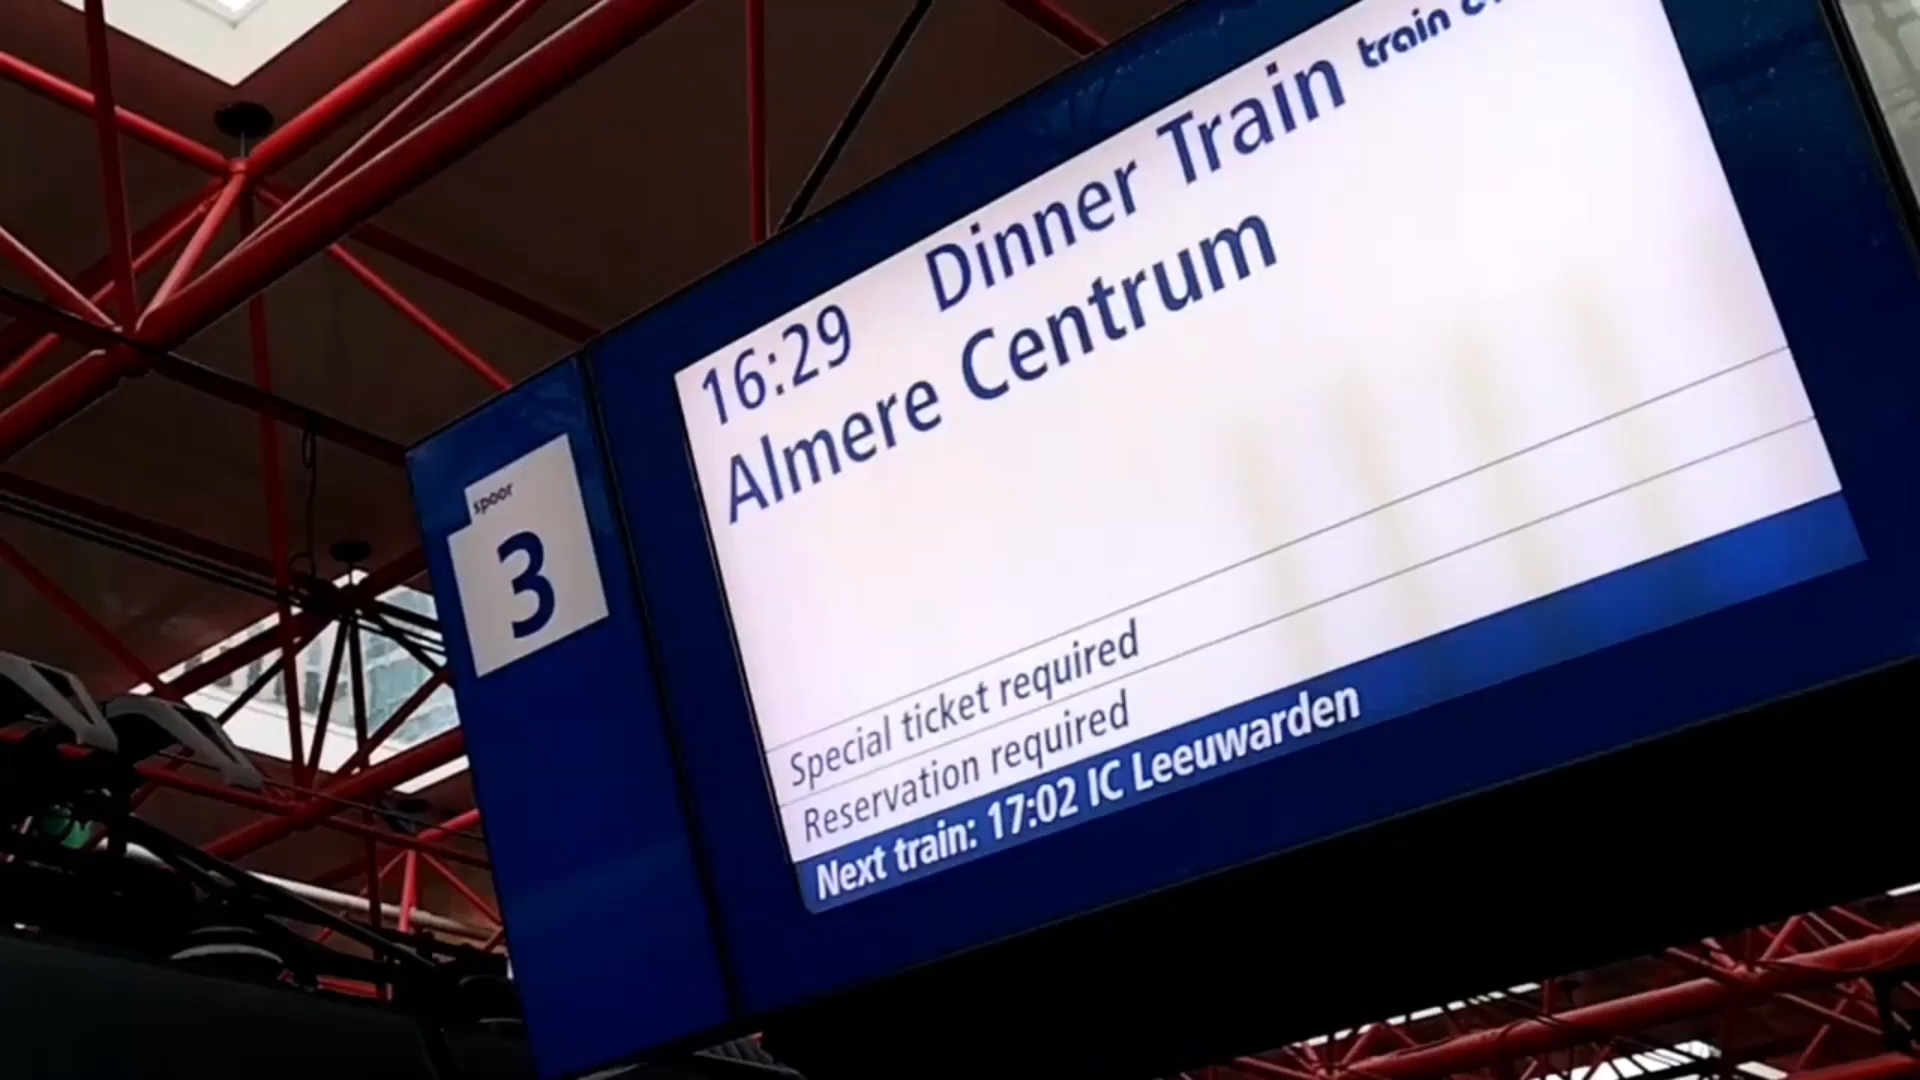 spoor
3
train
16:29 Dinner Train
Almere Centrum
Special ticket required
Reservation required
Next train: 17:02 IC Leeuwarden